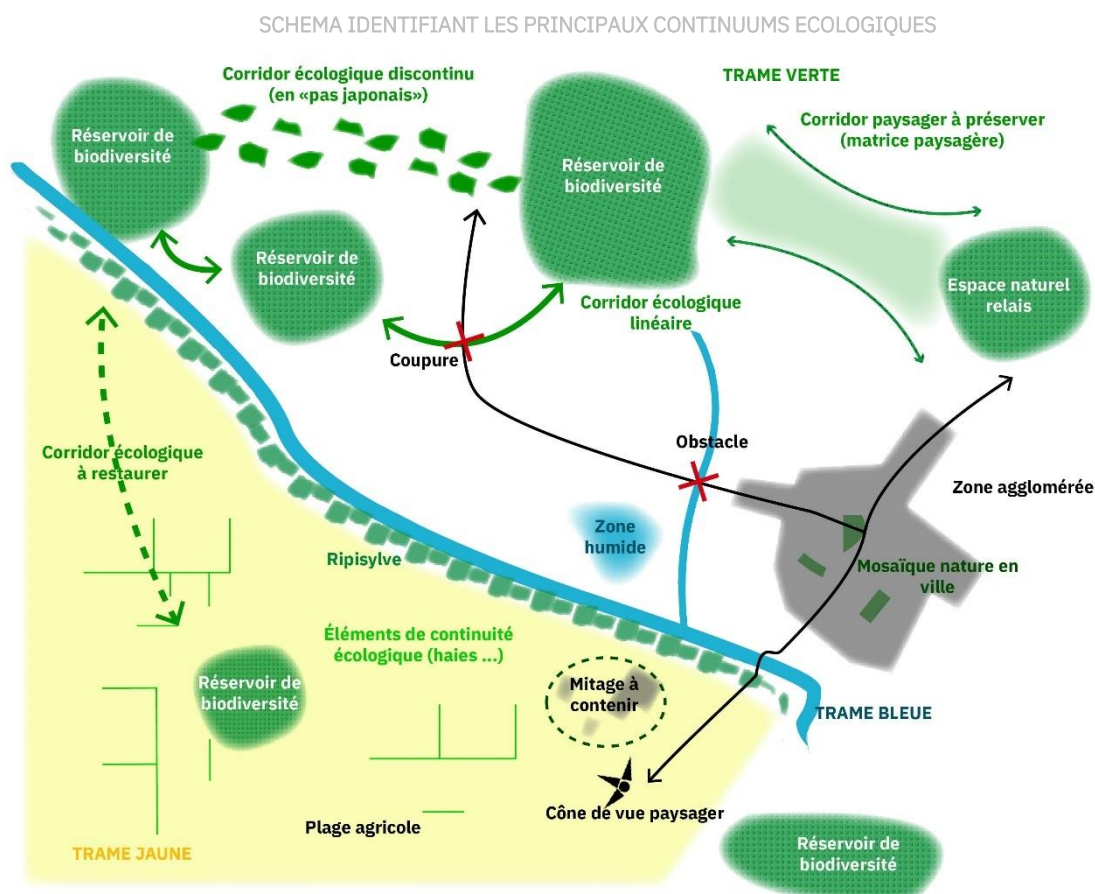 SCHEMA IDENTIFIANT LES PRINCIPAUX CONTINUUMS ECOLOGIQUES
Corridor écologique discontinu
(en «pas japonais»)
TRAME VERTE
Corridor paysager à préserver
(matrice paysagère)
Réservoir de
biodiversité
Réservoir de
biodiversité
Réservoir de
biodiversité
Espace naturel
relais
Corridor écologique
linéaire
Coupure
Obstacle
Corridor écologique
à restaurer
Zone agglomérée
Zone
humide
Ripisylve
Mosaïque nature en
ville
Éléments de continuité
écologique (haies ...)
Réservoir de
biodiversité
Mitage à
contenir
TRAME BLEUE
Cône de vue paysager
Plage agricole
TRAME JAUNE
Réservoir de
biodiversité